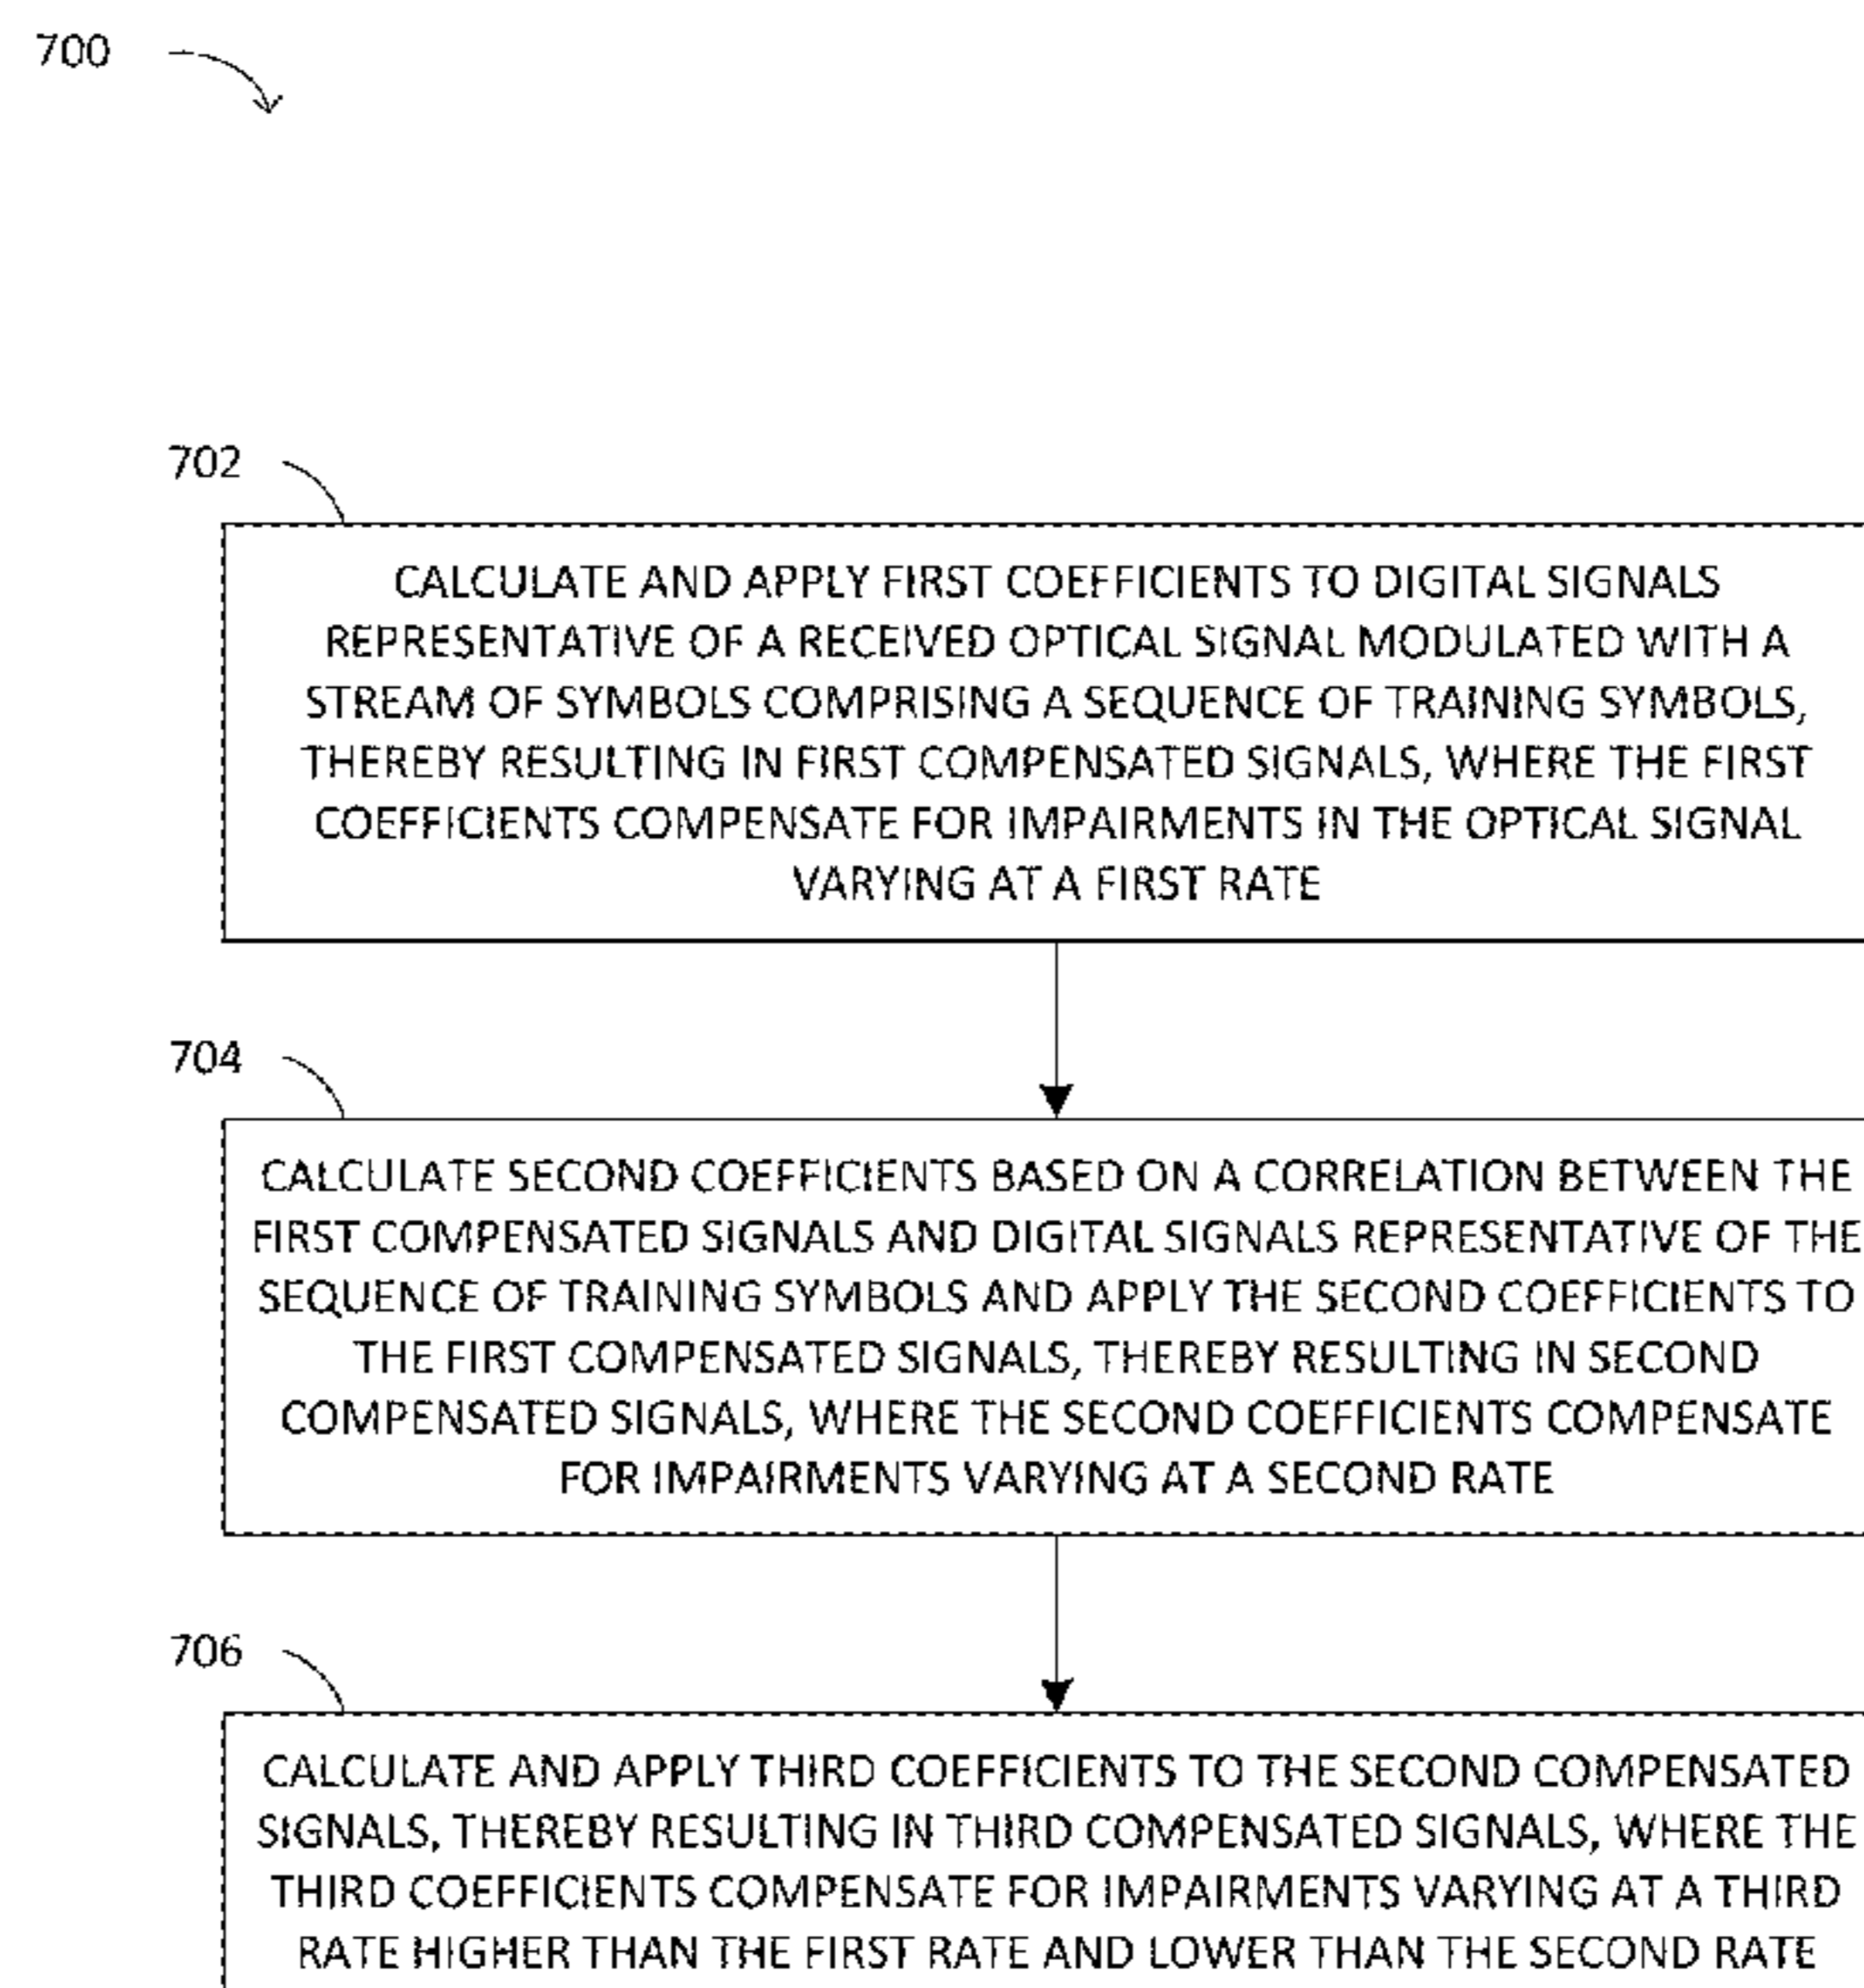 700
702
CALCULATE AND APPLY FIRST COEFFICIENTS TO DIGITAL SIGNALS
REPRESENTATIVE OF A RECEIVED OPTICAL SIGNAL MODULATED WITH A
STREAM OF SYMBOLS COMPRISING A SEQUENCE OF TRAINING SYMBOLS,
THEREBY RESULTING IN FIRST COMPENSATED SIGNALS, WHERE THE FIRST
COEFFICIENTS COMPENSATE FOR IMPAIRMENTS IN THE OPTICAL SIGNAL
VARYING AT A FIRST RATE
704
CALCULATE SECOND COEFFICIENTS BASED ON A CORRELATION BETWEEN THE
FIRST COMPENSATED SIGNALS AND DIGITAL SIGNALS REPRESENTATIVE OF THE
SEQUENCE OF TRAINING SYMBOLS AND APPLY THE SECOND COEFFICIENTS TO
THE FIRST COMPENSATED SIGNALS, THEREBY RESULTING IN SECOND
COMPENSATED SIGNALS, WHERE THE SECOND COEFFICIENTS COMPENSATE
FOR IMPAIRMENTS VARYING AT A SECOND RATE
706
CALCULATE AND APPLY THIRD COEFFICIENTS TO THE SECOND COMPENSATED
SIGNALS, THEREBY RESULTING IN THIRD COMPENSATED SIGNALS, WHERE THE
THIRD COEFFICIENTS COMPENSATE FOR IMPAIRMENTS VARYING AT A THIRD
RATE HIGHER THAN THE FIRST RATE AND LOWER THAN THE SECOND RATE